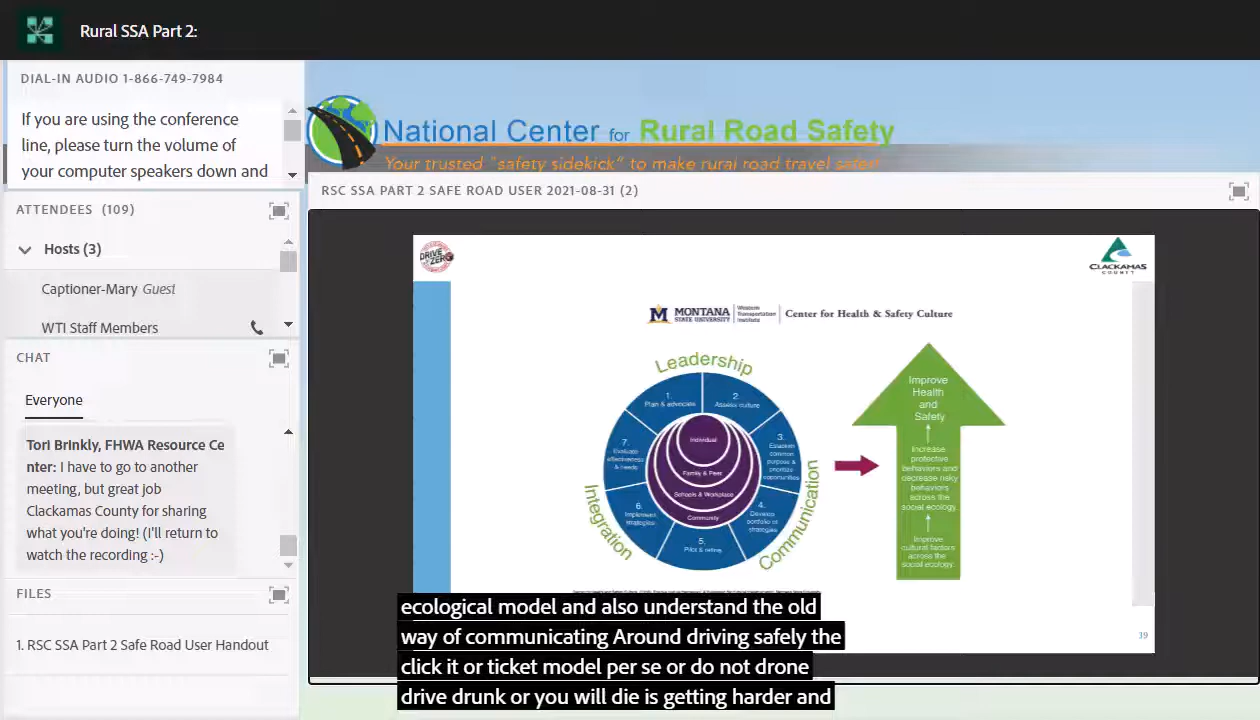 Rural SSA Part 2:
DIAL-IN AUDIO 1-866-749-7984
If you are using the conference
line, please turn the volume of
your computer speakers down and
ATTENDEES (109)
Hosts (3)
Captioner-Mary Guest
WTI Staff Members
CHAT
Everyone
Tori Brinkly, FHWA Resource Ce
nter: I have to go to another
meeting, but great job
Clackamas County for sharing
what you're doing! (I'll return to
watch the recording :-)
FILES
1. RSC SSA Part 2 Safe Road User Handout
National Center for Rural Road Safety
Your trusted "safety sidekick" to make rural road travel safer!
RSC SSA PART 2 SAFE ROAD USER 2021-08-31 (2)
DRIVE
ZERO
CLACKAMAS
COUNTY
MONTANA
STATE UNIVERSITY
Western
Transportation
Institute
Center for Health & Safety Culture
Leadership
Communication
Integration
1.
Plan & advocate
2.
Assess culture
3.
Establish
common
purpose &
prioritize
opportunities
4.
Develop
portfolio of
strategies
5.
Pilot & refine
6.
Implement
strategies
7.
Evaluate
effectiveness
& needs
Individual
Family & Peer
Schools & Workplace
Community
Improve
Health
and
Safety
Increase
protective
behaviors and
decrease risky
behaviors
across the
social ecology.
Improve
cultural factors
across the
social ecology.
39
ecological model and also understand the old
way of communicating Around driving safely the
click it or ticket model per se or do not drone
drive drunk or you will die is getting harder and